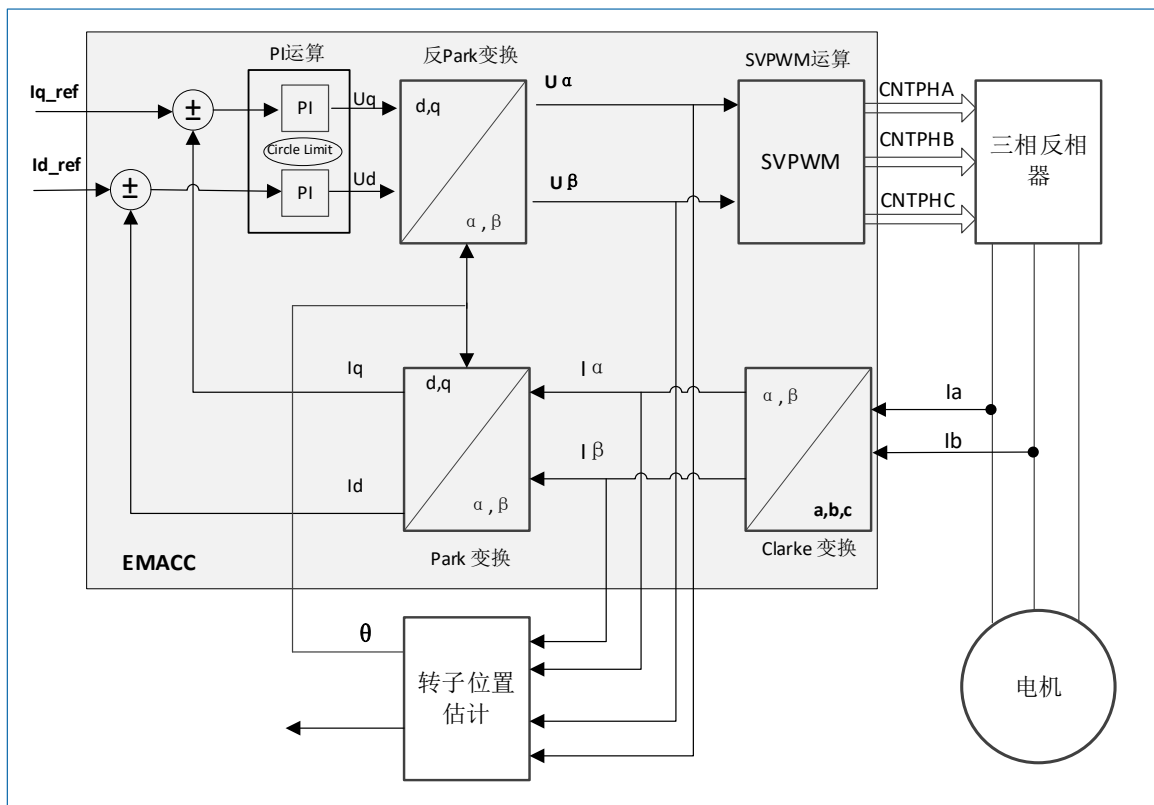 PI运算
反Park变换
SVPWM运算
Iq_ref
±
PI
Uq
d,q
U α
CNTPHA
Circle Limit
SVPWM
CNTPHB
三相反相
器
Id_ref
±
PI
Ud
U β
CNTPHC
α , β
Iq
d,q
I α
α , β
Ia
I β
Ib
Id
α , β
a,b,c
EMACC
Park 变换
Clarke 变换
θ
转子位置
估计
电机